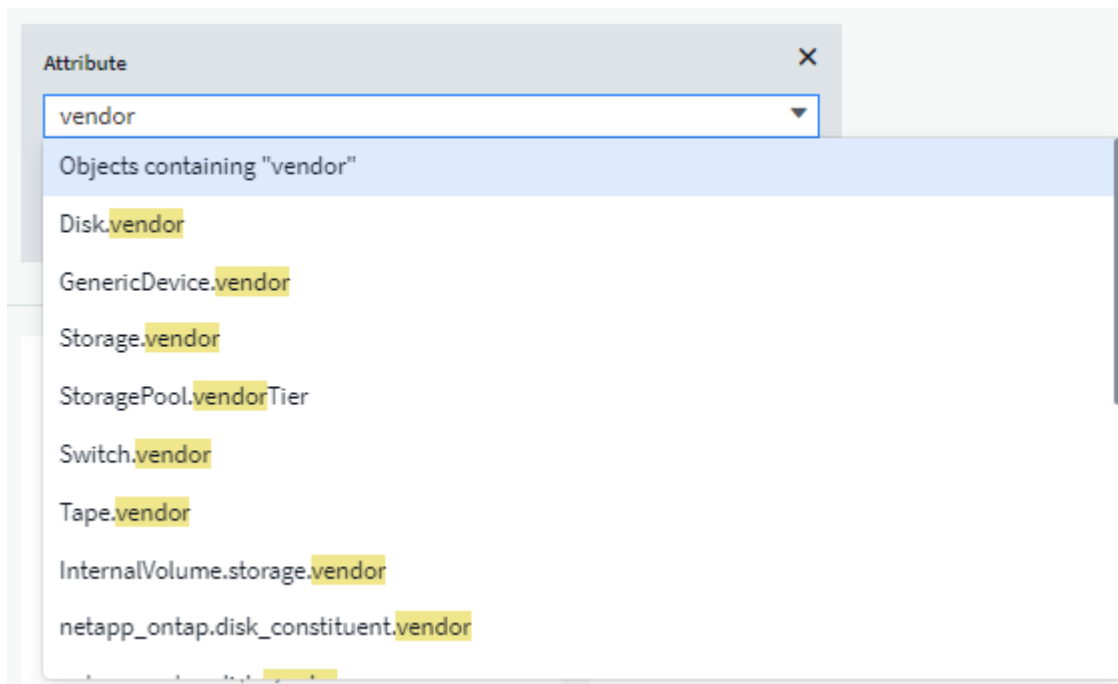 Attribute
vendor
Objects containing "vendor"
Disk.vendor
GenericDevice.vendor
Storage.vendor
StoragePool.vendorTier
Switch.vendor
Tape.vendor
InternalVolume.storage.vendor
netapp_ontap.disk_constituent.vendor